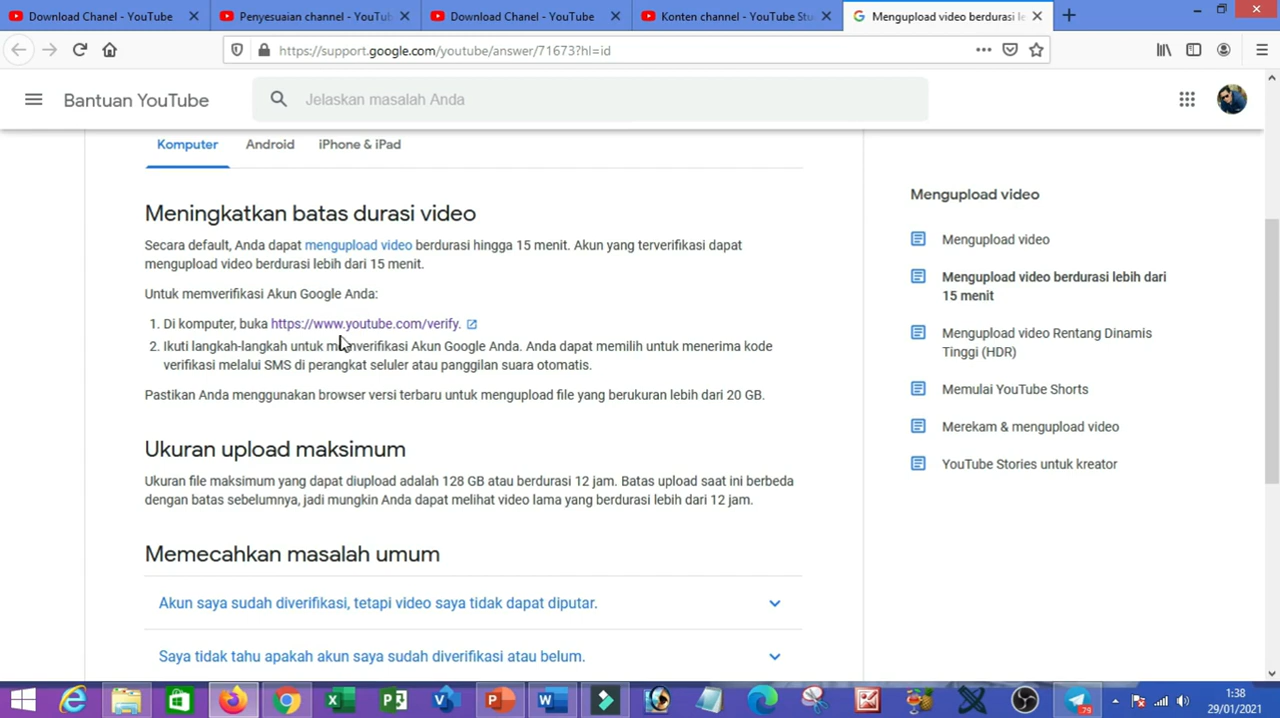 Download Chanel - YouTube
Penyesuaian channel - YouTub
Download Chanel - YouTube
Konten channel - YouTube Stu
Mengupload video berdurasi le
https://support.google.com/youtube/answer/71673?hl=id
Bantuan YouTube
Jelaskan masalah Anda
Komputer Android iPhone & iPad
Meningkatkan batas durasi video
Secara default, Anda dapat mengupload video berdurasi hingga 15 menit. Akun yang terverifikasi dapat
mengupload video berdurasi lebih dari 15 menit.
Untuk memverifikasi Akun Google Anda:
1. Di komputer, buka https://www.youtube.com/verify.
2. Ikuti langkah-langkah untuk memverifikasi Akun Google Anda. Anda dapat memilih untuk menerima kode
verifikasi melalui SMS di perangkat seluler atau panggilan suara otomatis.
Pastikan Anda menggunakan browser versi terbaru untuk mengupload file yang berukuran lebih dari 20 GB.
Ukuran upload maksimum
Ukuran file maksimum yang dapat diupload adalah 128 GB atau berdurasi 12 jam. Batas upload saat ini berbeda
dengan batas sebelumnya, jadi mungkin Anda dapat melihat video lama yang berdurasi lebih dari 12 jam.
Memecahkan masalah umum
Akun saya sudah diverifikasi, tetapi video saya tidak dapat diputar.
Saya tidak tahu apakah akun saya sudah diverifikasi atau belum.
Mengupload video
Mengupload video
Mengupload video berdurasi lebih dari
15 menit
Mengupload video Rentang Dinamis
Tinggi (HDR)
Memulai YouTube Shorts
Merekam & mengupload video
YouTube Stories untuk kreator
79
1:38
29/01/2021